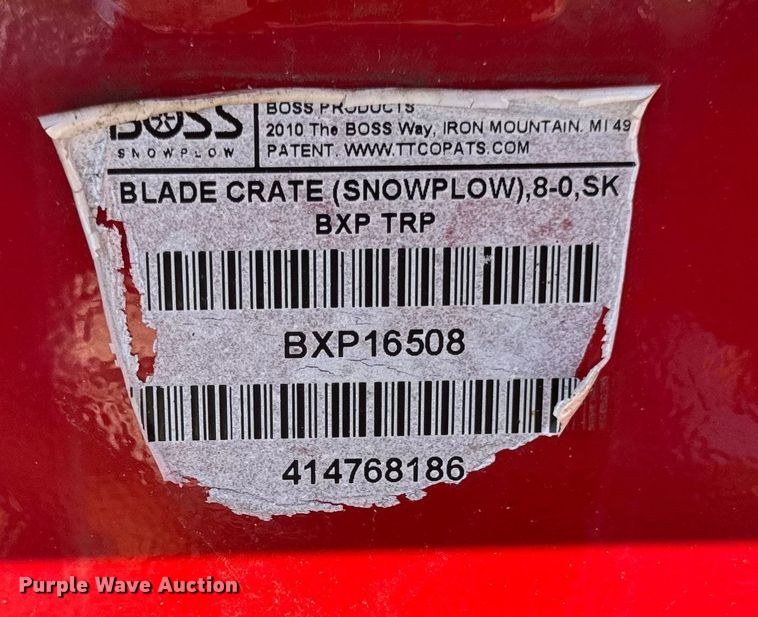 BOSS
SNOWPLOW
BOSS PRODUCTS
2010 The BOSS Way, IRON MOUNTAIN. MI 49
PATENT. WWW.TTCOPATS.COM
BLADE CRATE (SNOWPLOW),8-0,SK
BXP TRP
BXP16508
414768186
Purple Wave Auction